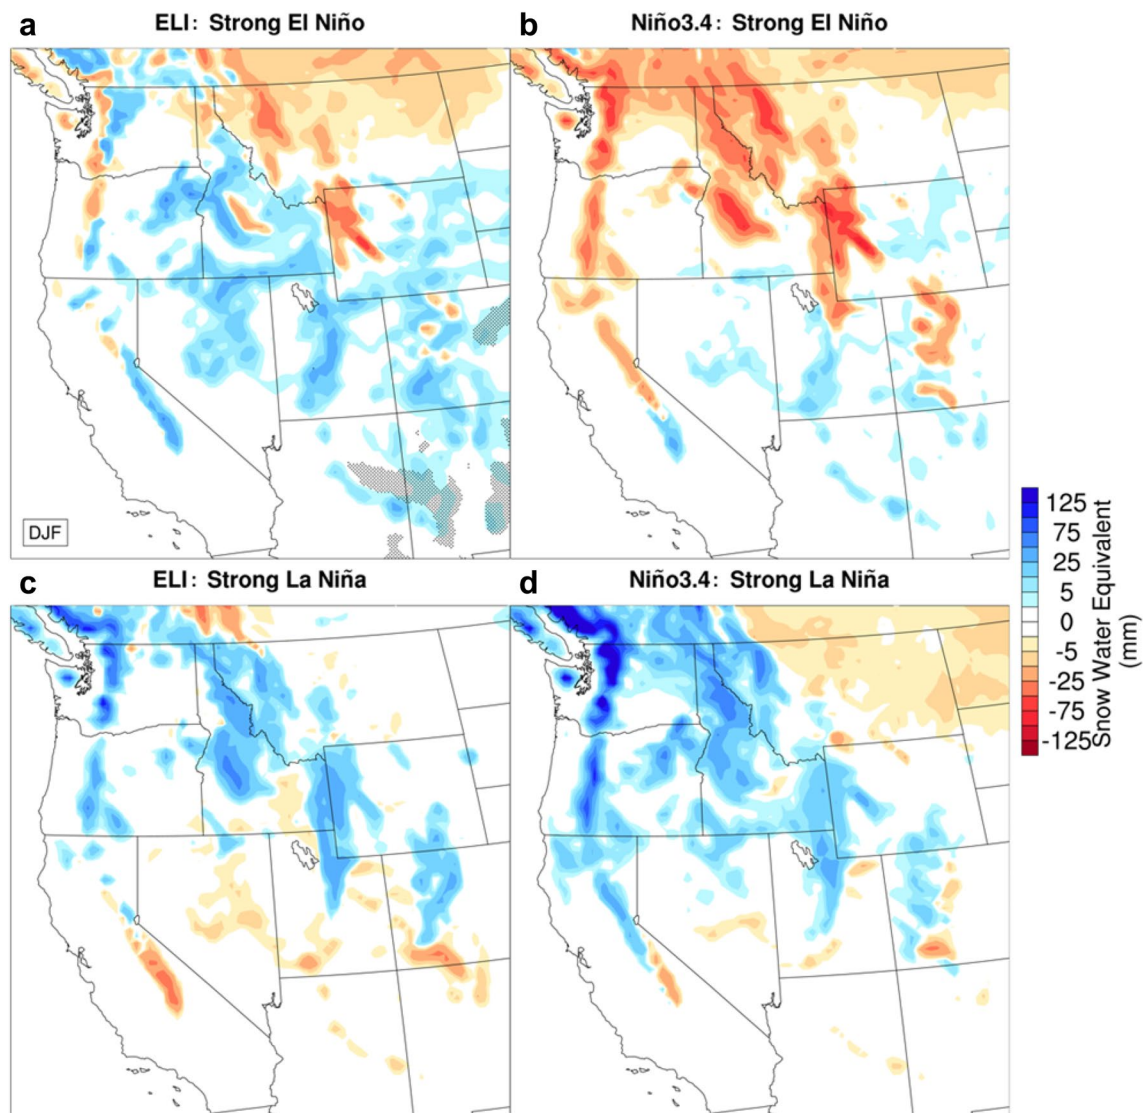 a
ELI: Strong El Niño
b
Niño3.4: Strong El Niño
DJF
c
ELI: Strong La Niña
d
Niño3.4: Strong La Niña
125
75
25
5
0
-5
-25
-75
-125
Snow Water Equivalent
(mm)